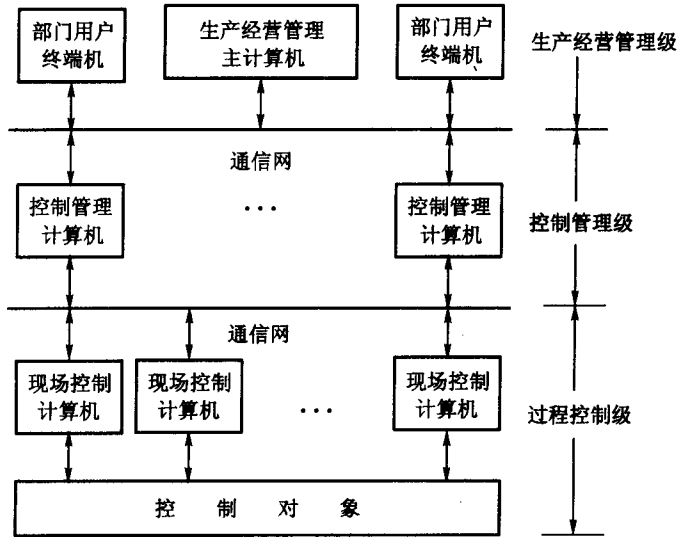 部门用户
终端机
生产经营管理
主计算机
部门用户
终端机
生产经营管理级
通信网
控制管理
计算机
...
控制管理
计算机
控制管理级
通信网
现场控制
计算机
现场控制
计算机
...
现场控制
计算机
过程控制级
控制对象